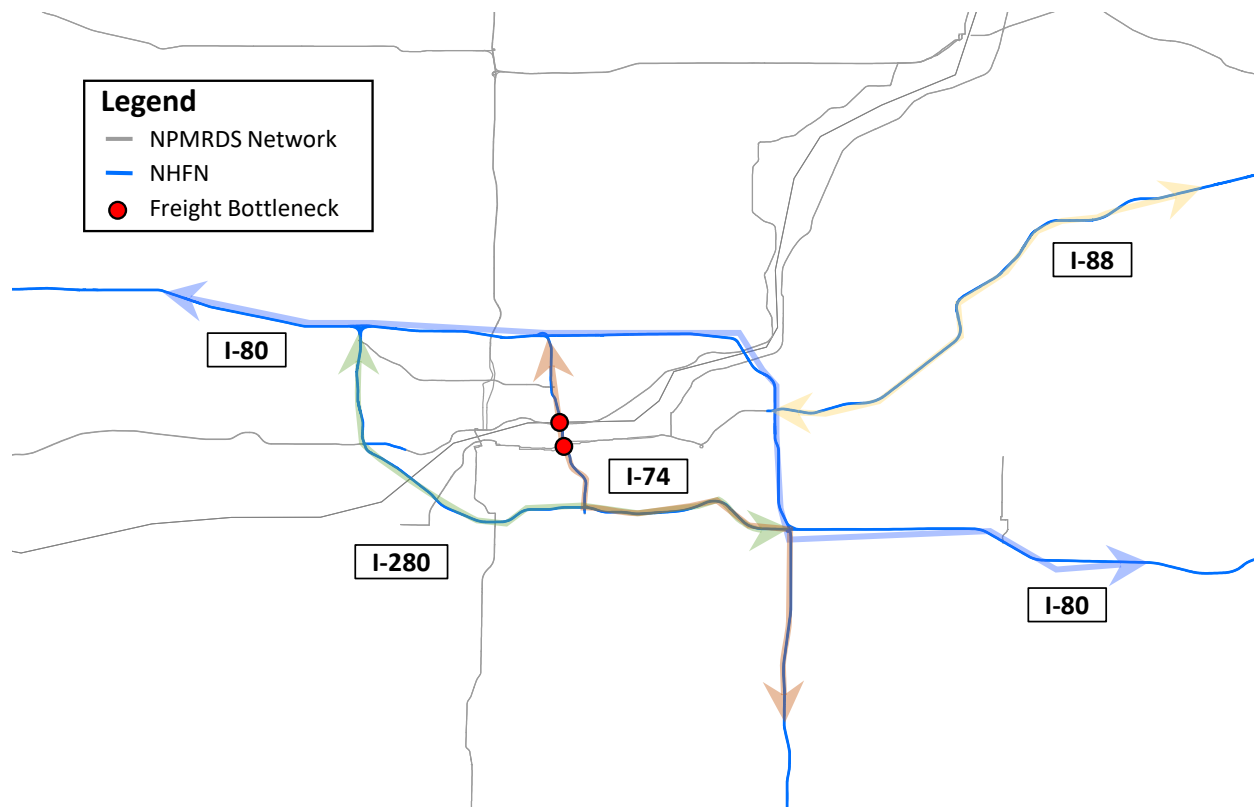 Legend
NPMRDS Network
NHFN
Freight Bottleneck
I-88
I-80
I-74
I-280
I-80